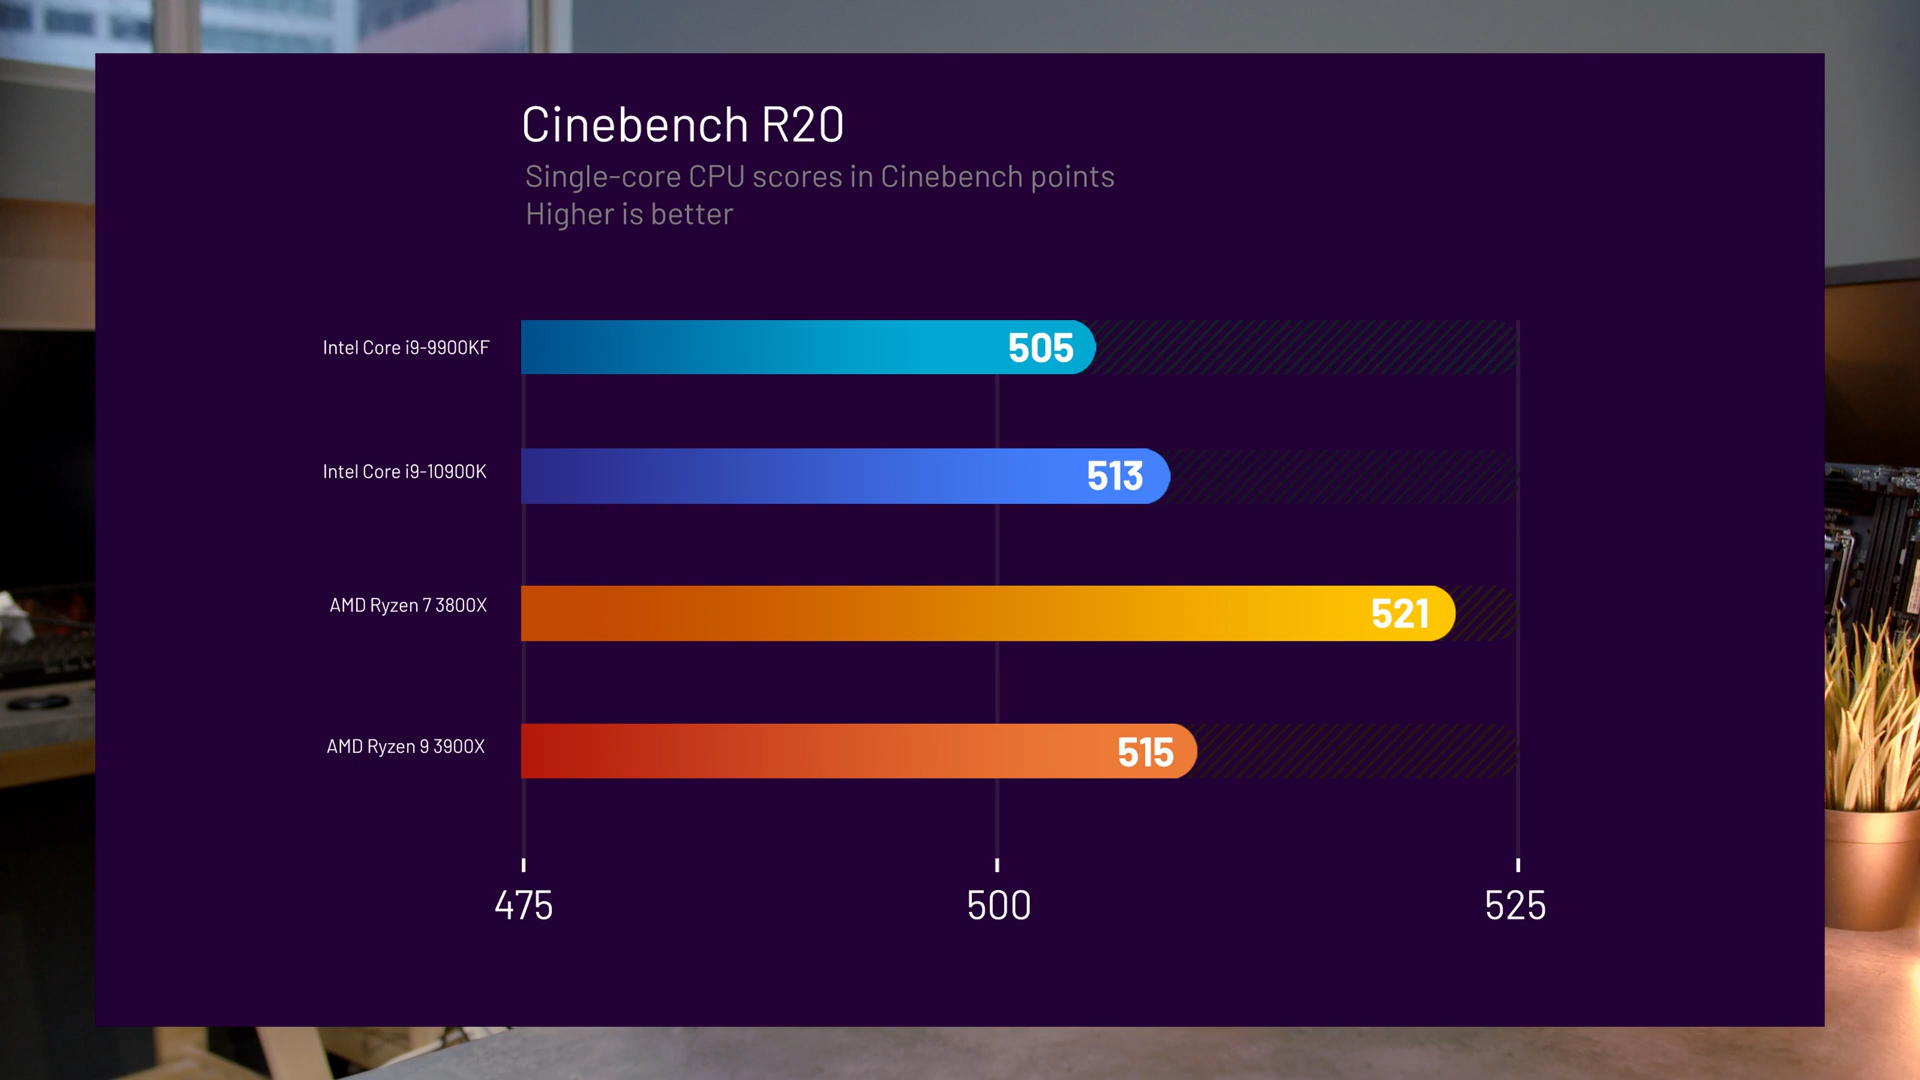 Cinebench R20
Single-core CPU scores in Cinebench points
Higher is better
Intel Core i9-9900KF 505
Intel Core i9-10900K 513
AMD Ryzen 7 3800X 521
AMD Ryzen 9 3900X 515
475 500 525